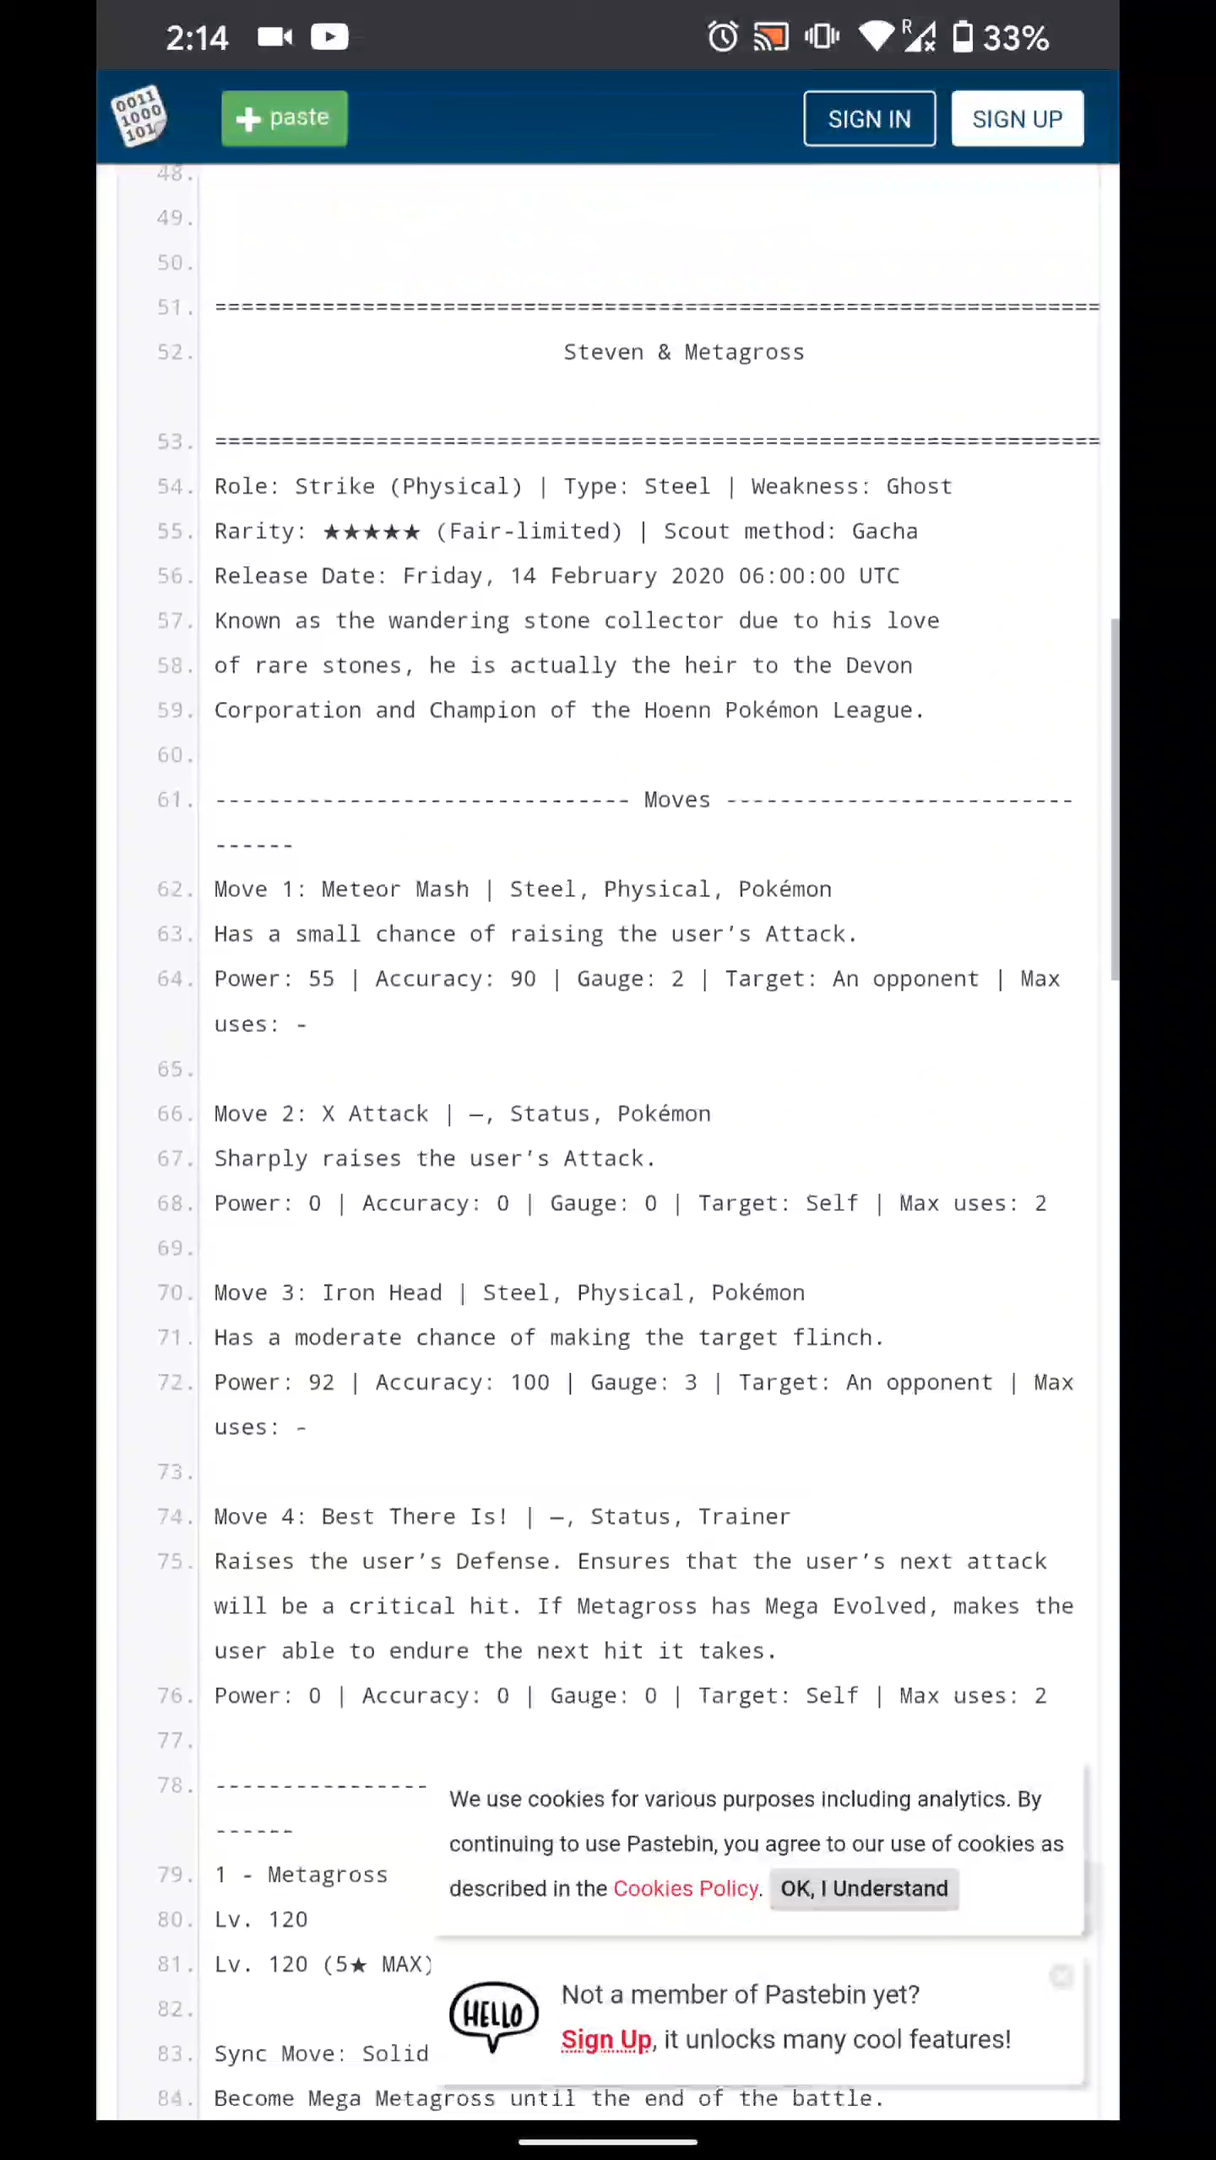 2:14 R 33%
0011
1000
101
+ paste SIGN IN SIGN UP
48.
49.
50.
51. ==================================================================
52. Steven & Metagross
53. ==================================================================
54. Role: Strike (Physical) | Type: Steel | Weakness: Ghost
55. Rarity: ★★★★★ (Fair-limited) | Scout method: Gacha
56. Release Date: Friday, 14 February 2020 06:00:00 UTC
57. Known as the wandering stone collector due to his love
58. of rare stones, he is actually the heir to the Devon
59. Corporation and Champion of the Hoenn Pokémon League.
60.
61. ------------------------------- Moves --------------------------
------
62. Move 1: Meteor Mash | Steel, Physical, Pokémon
63. Has a small chance of raising the user’s Attack.
64. Power: 55 | Accuracy: 90 | Gauge: 2 | Target: An opponent | Max
uses: -
65.
66. Move 2: X Attack | —, Status, Pokémon
67. Sharply raises the user’s Attack.
68. Power: 0 | Accuracy: 0 | Gauge: 0 | Target: Self | Max uses: 2
69.
70. Move 3: Iron Head | Steel, Physical, Pokémon
71. Has a moderate chance of making the target flinch.
72. Power: 92 | Accuracy: 100 | Gauge: 3 | Target: An opponent | Max
uses: -
73.
74. Move 4: Best There Is! | —, Status, Trainer
75. Raises the user’s Defense. Ensures that the user’s next attack
will be a critical hit. If Metagross has Mega Evolved, makes the
user able to endure the next hit it takes.
76. Power: 0 | Accuracy: 0 | Gauge: 0 | Target: Self | Max uses: 2
77.
78. ----------------
------
79. 1 - Metagross
80. Lv. 120
81. Lv. 120 (5★ MAX)
82.
83. Sync Move: Solid
84. Become Mega Metagross until the end of the battle.
We use cookies for various purposes including analytics. By
continuing to use Pastebin, you agree to our use of cookies as
described in the Cookies Policy. OK, I Understand
HELLO
Not a member of Pastebin yet?
Sign Up, it unlocks many cool features!